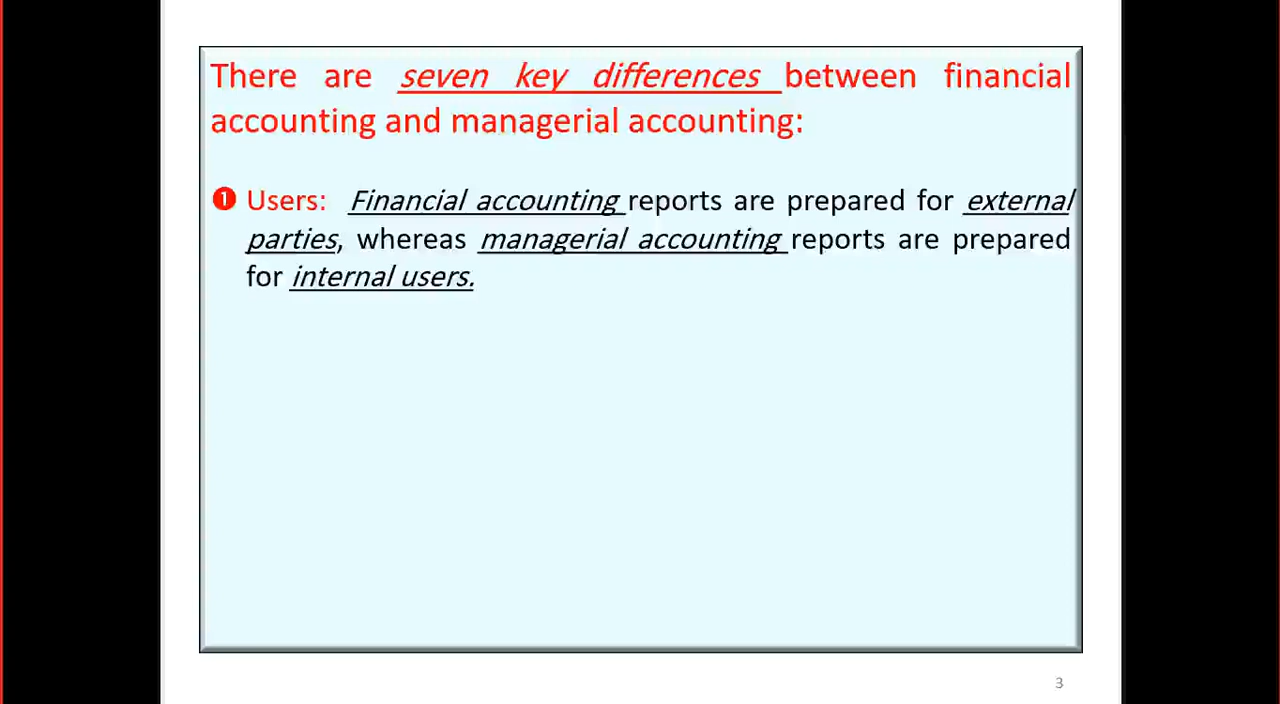 There are seven key differences between financial
accounting and managerial accounting:
❶ Users: Financial accounting reports are prepared for external
parties, whereas managerial accounting reports are prepared
for internal users.
3